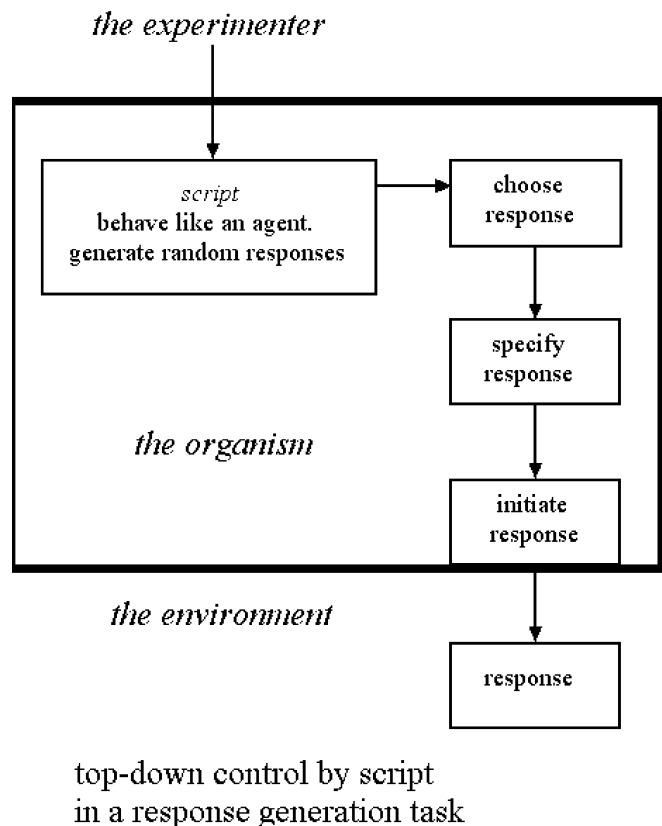 the experimenter
script
behave like an agent.
generate random responses
choose
response
specify
response
the organism
initiate
response
the environment
response
top-down control by script
in a response generation task